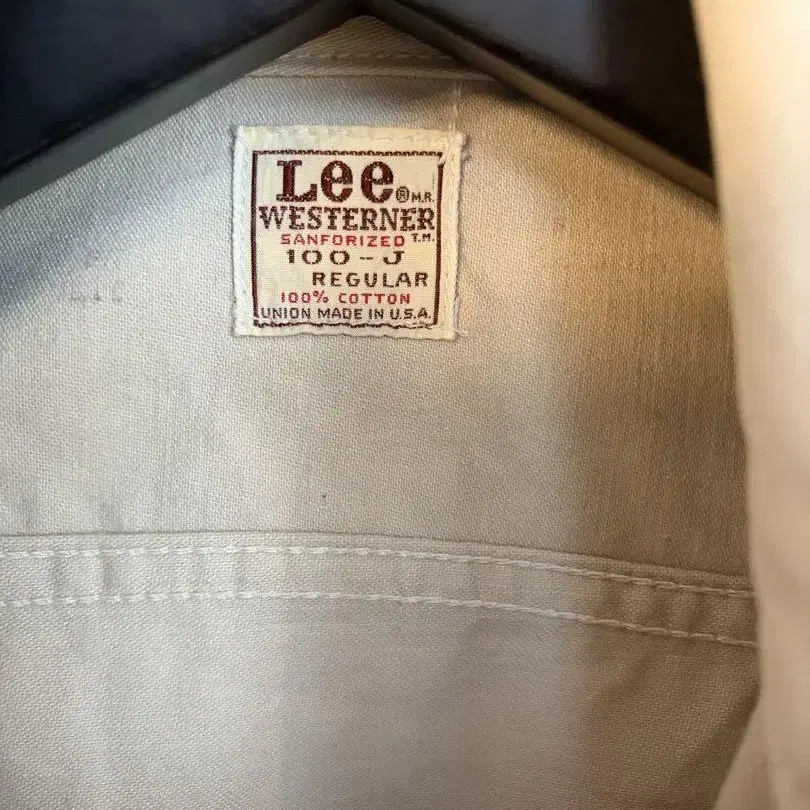 Lee ® M.R.
WESTERNER
SANFORIZED T.M.
100-J
REGULAR
100% COTTON
UNION MADE IN U.S.A.